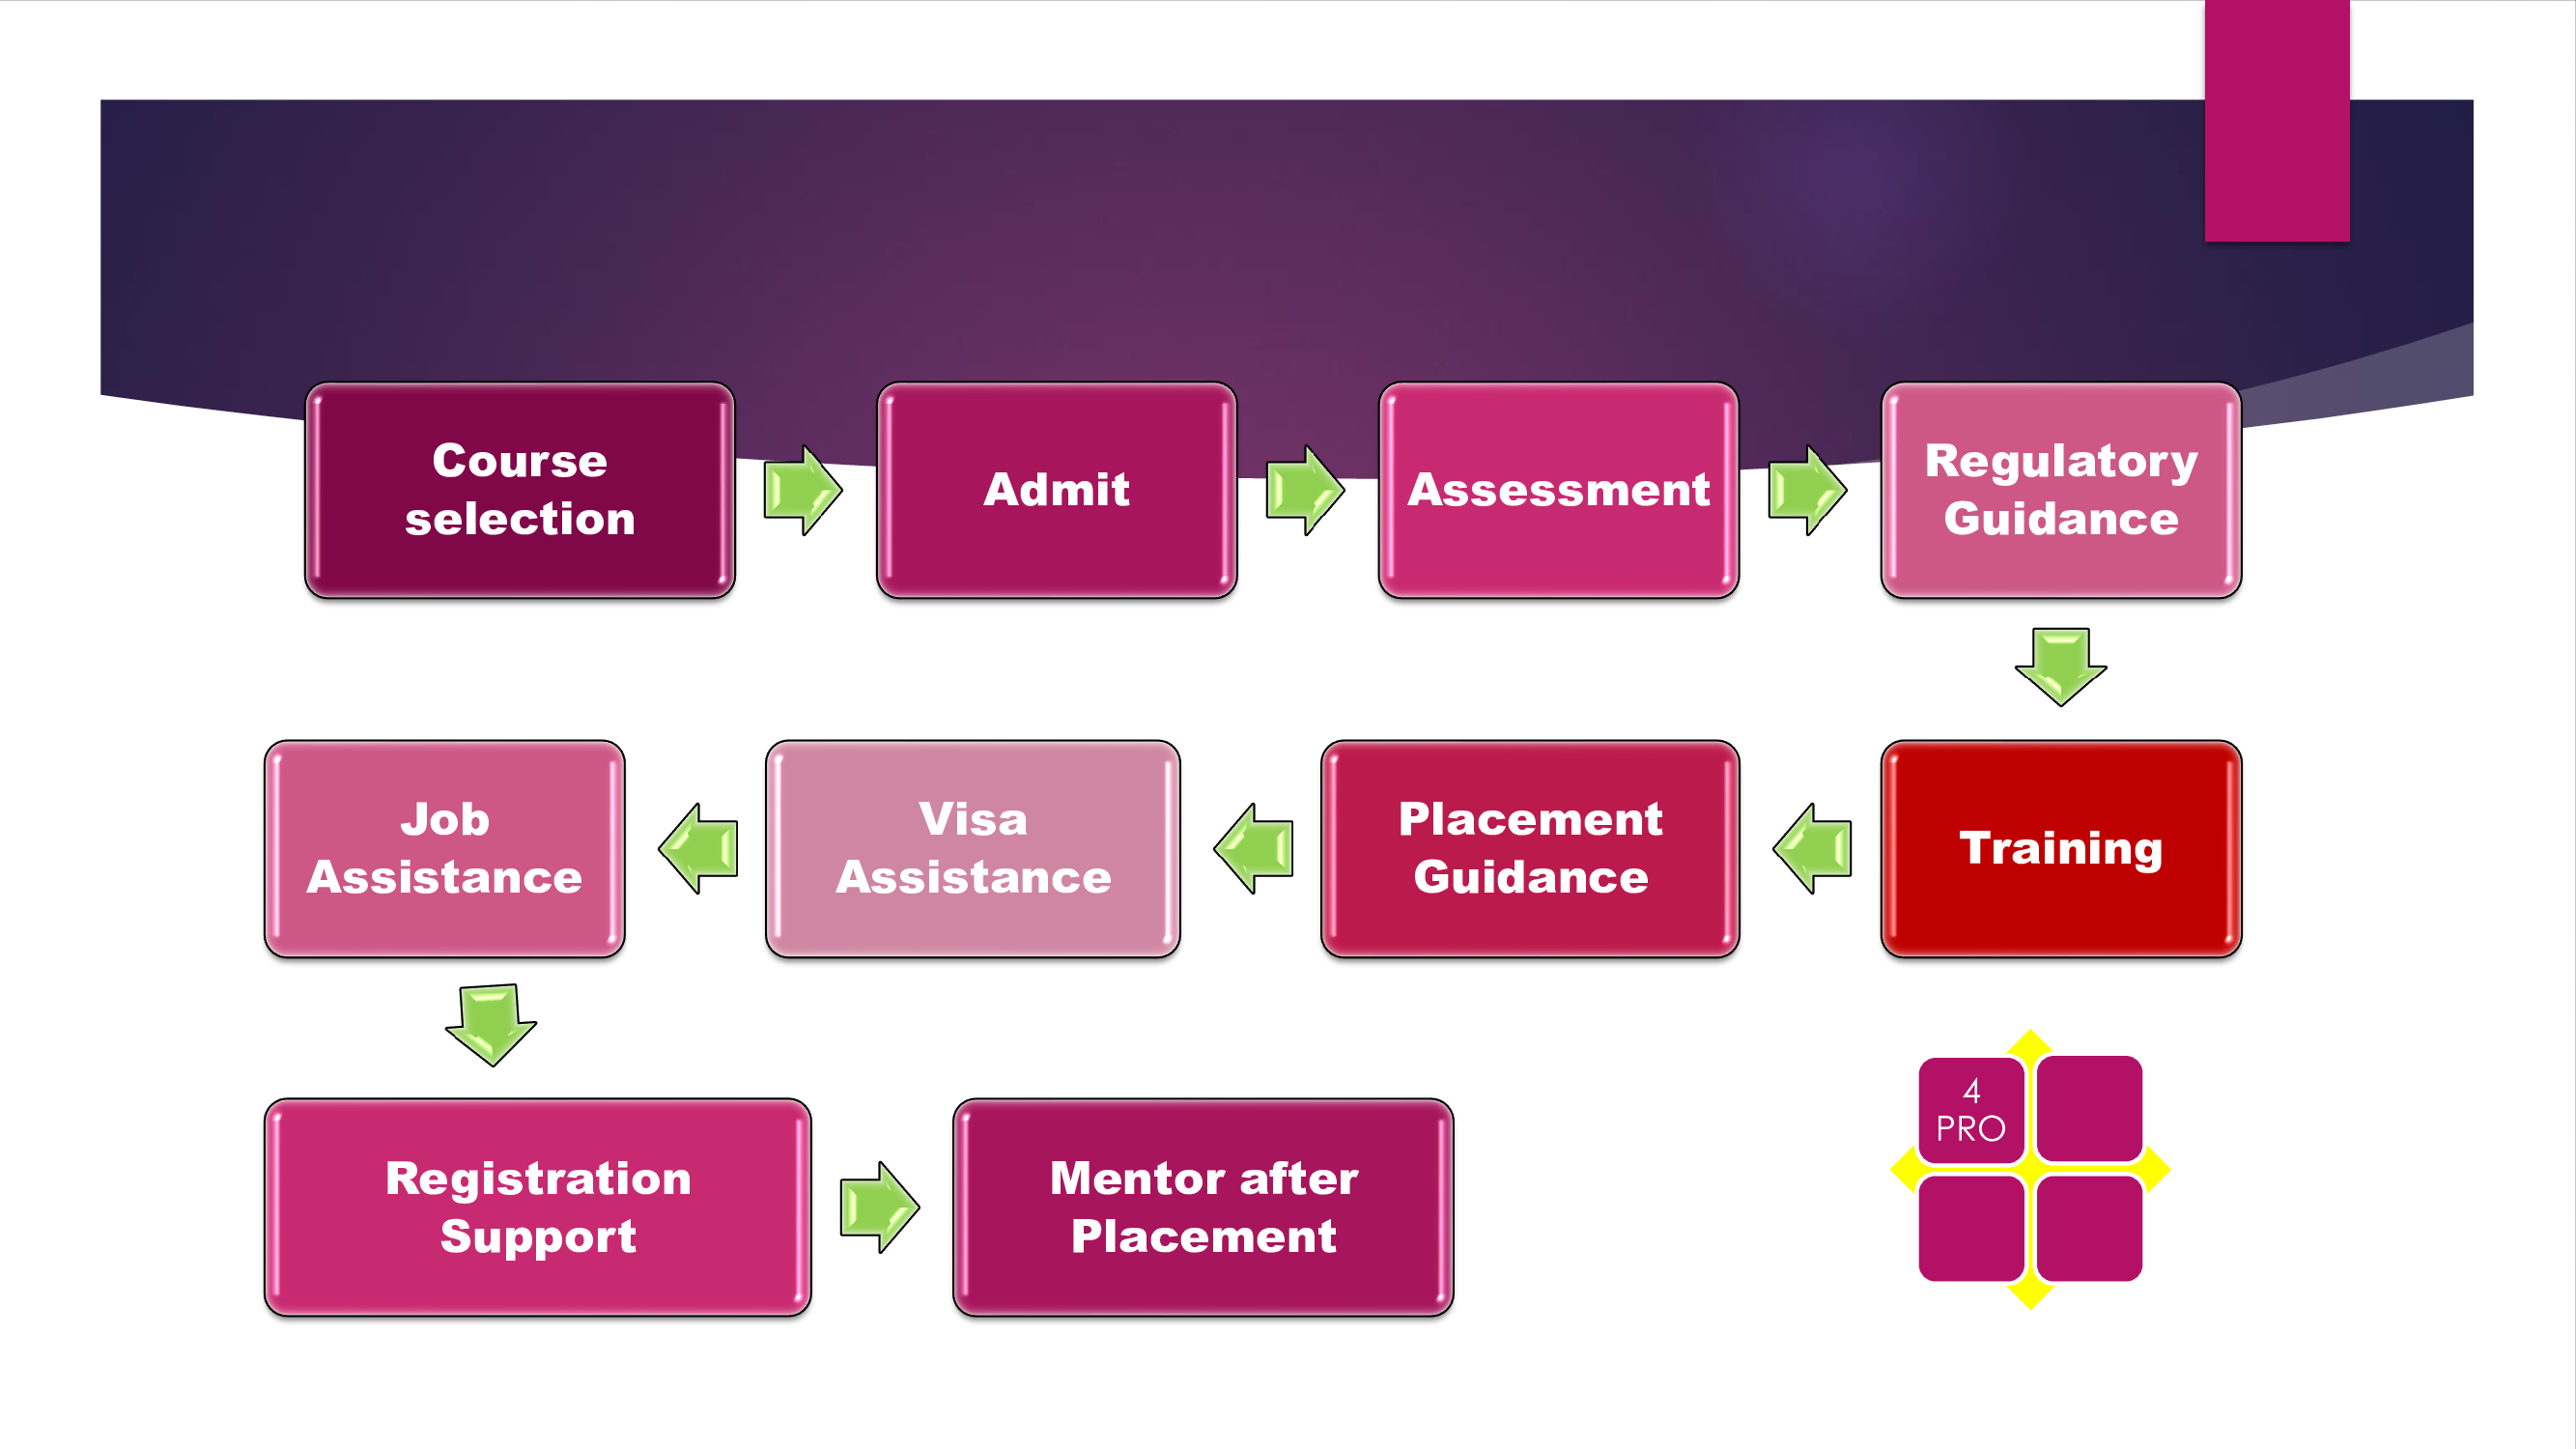 Course
selection
Admit
Assessment
Regulatory
Guidance
Training
Placement
Guidance
Visa
Assistance
Job
Assistance
Registration
Support
Mentor after
Placement
4
PRO